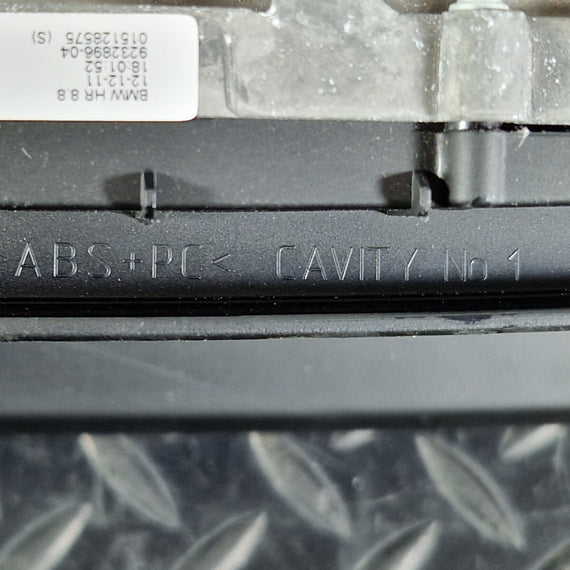 BMW HR 8.8
12-12-11
18:01:52
9232896-04
015128575 (S)
ABS+PC< CAVITY No 1